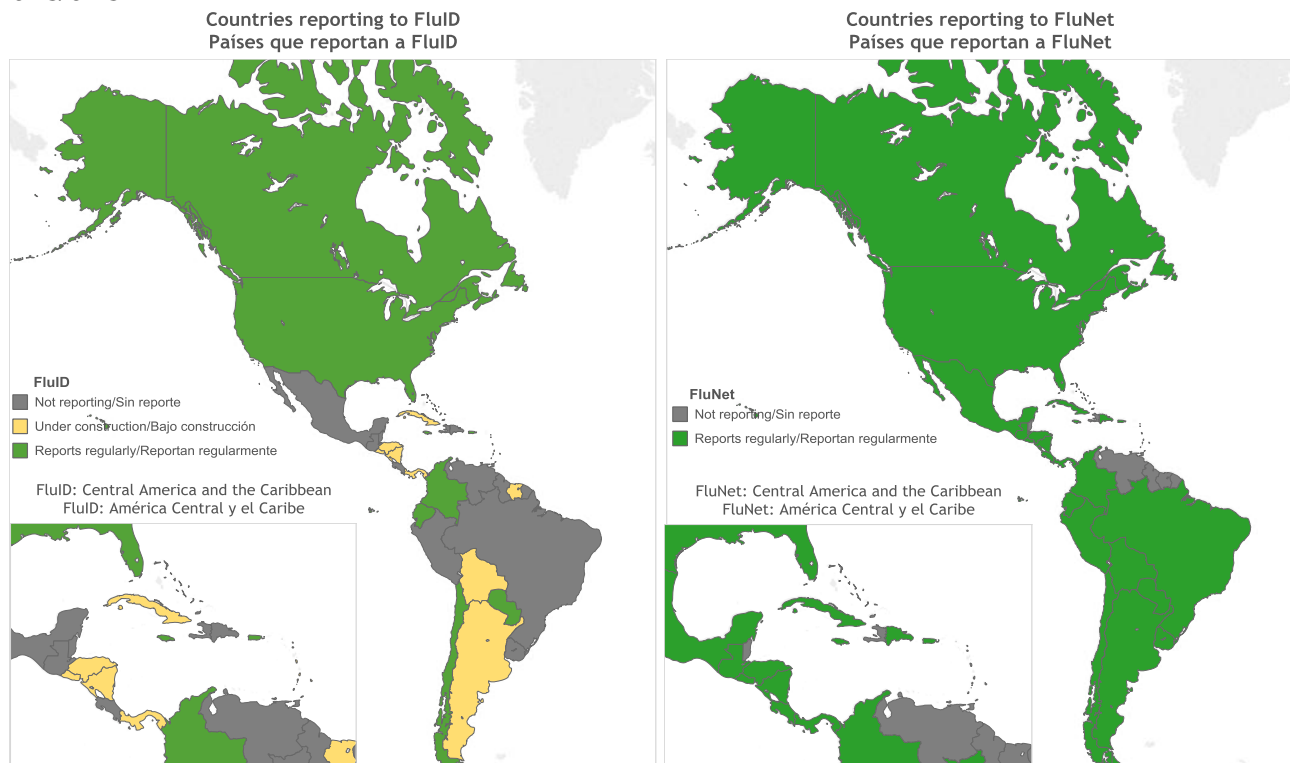 Countries reporting to FluID
Países que reportan a FluID
FluID
Not reporting/Sin reporte
Under construction/Bajo construcción
Reports regularly/Reportan regularmente
FluID: Central America and the Caribbean
FluID: América Central y el Caribe
Countries reporting to FluNet
Países que reportan a FluNet
FluNet
Not reporting/Sin reporte
Reports regularly/Reportan regularmente
FluNet: Central America and the Caribbean
FluNet: América Central y el Caribe